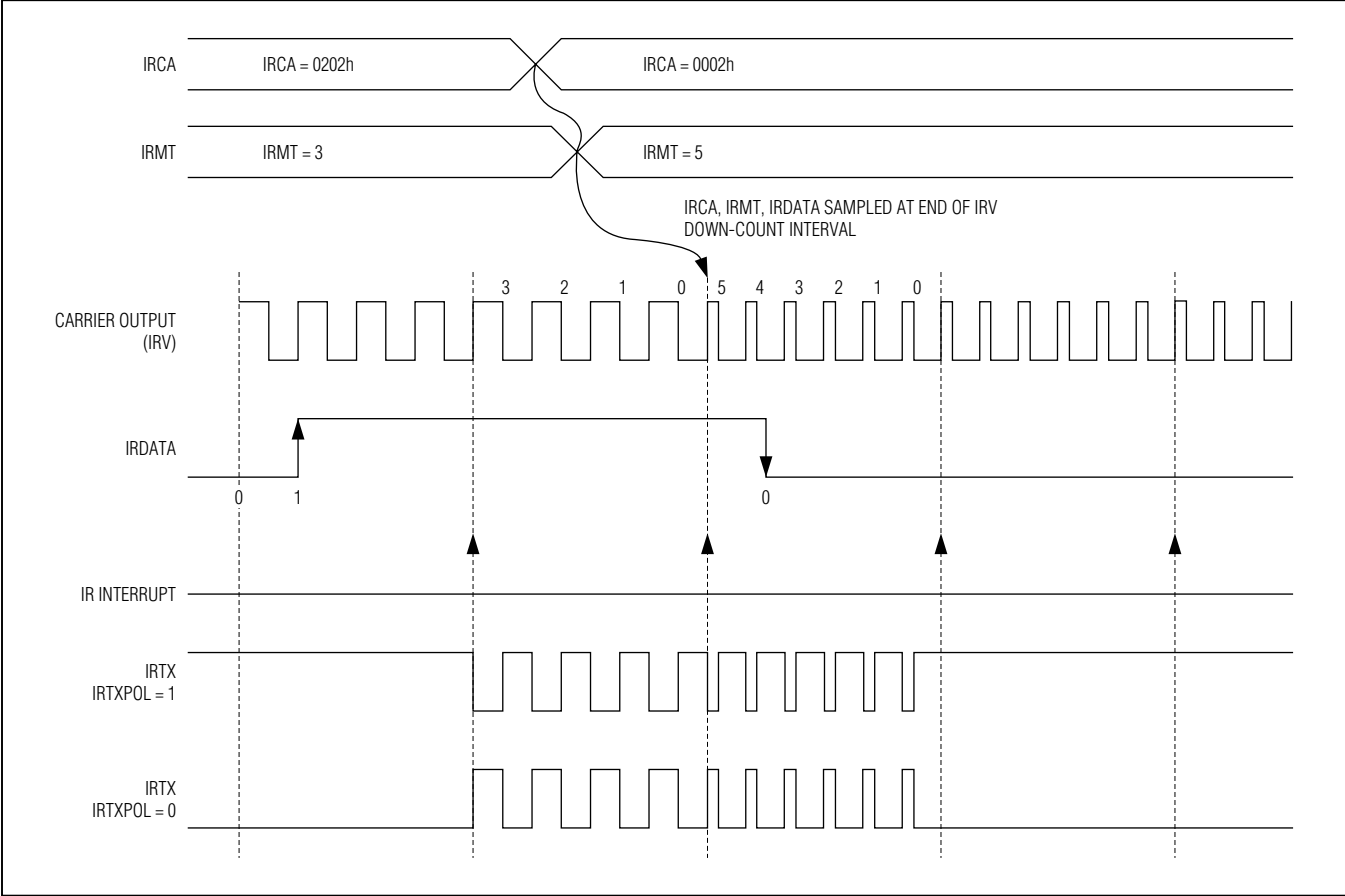 IRCA
IRCA = 0202h
IRCA = 0002h
IRMT
IRMT = 3
IRMT = 5
IRCA, IRMT, IRDATA SAMPLED AT END OF IRV
DOWN-COUNT INTERVAL
3 2 1 0 5 4 3 2 1 0
CARRIER OUTPUT
(IRV)
IRDATA
0 1 0
IR INTERRUPT
IRTX
IRTXPOL = 1
IRTX
IRTXPOL = 0